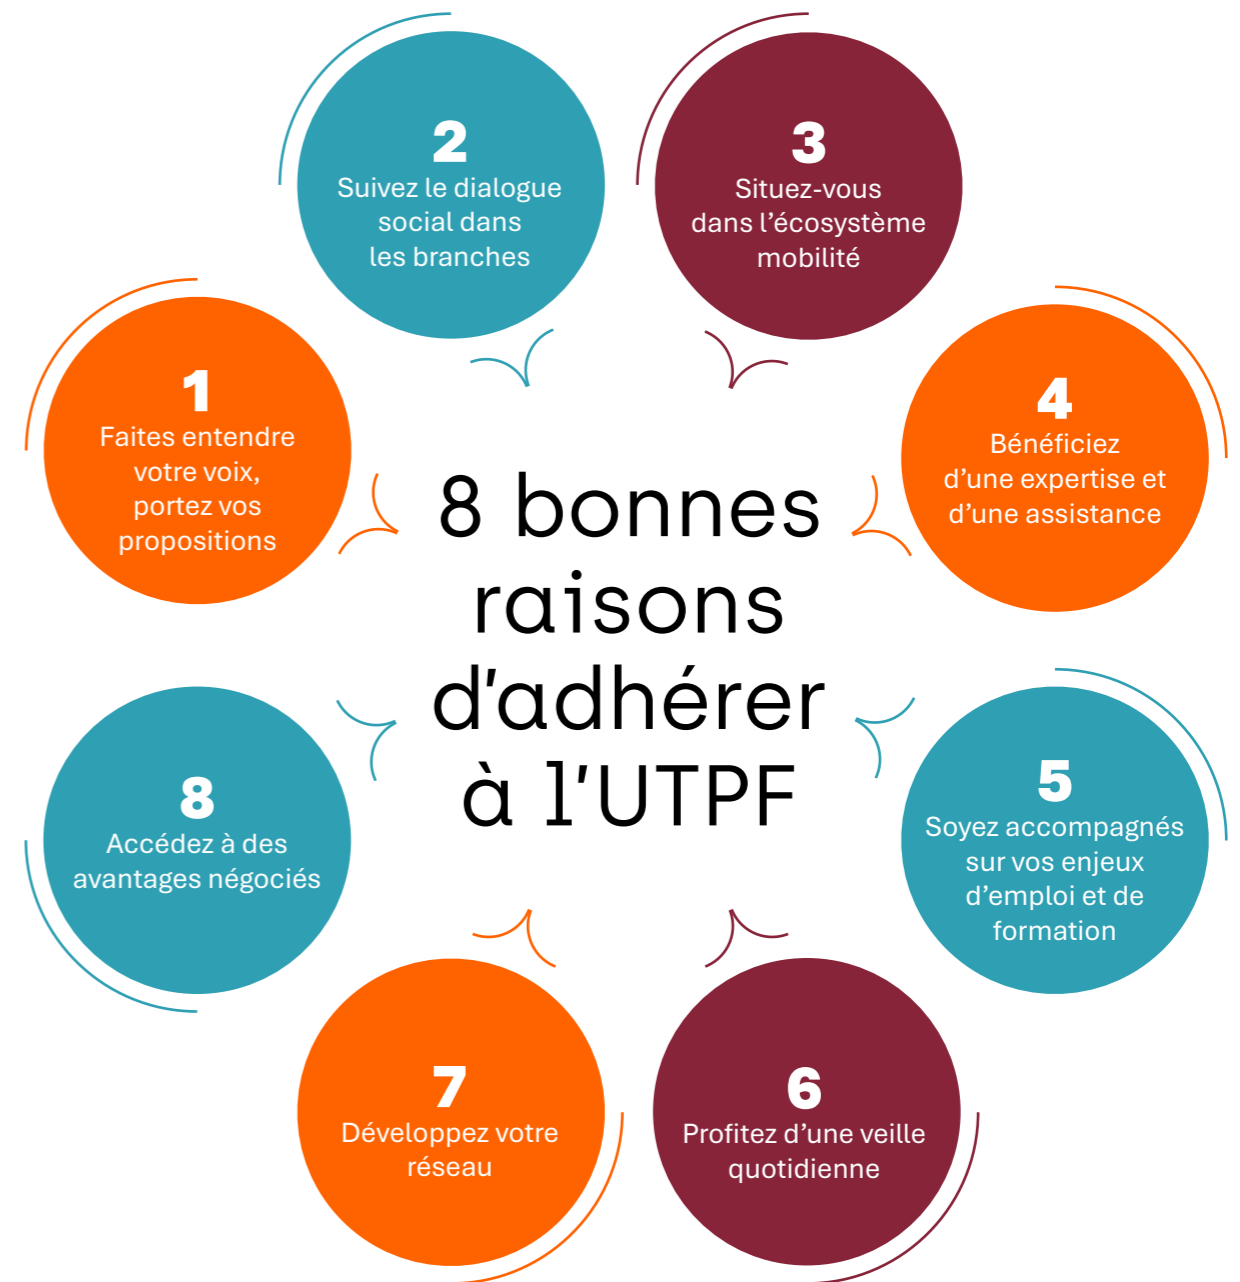 8 bonnes
raisons
d'adhérer
à l'UTPF
1
Faites entendre
votre voix,
portez vos
propositions
2
Suivez le dialogue
social dans
les branches
3
Situez-vous
dans l’écosystème
mobilité
4
Bénéficiez
d’une expertise et
d’une assistance
5
Soyez accompagnés
sur vos enjeux
d’emploi et de
formation
6
Profitez d’une veille
quotidienne
7
Développez votre
réseau
8
Accédez à des
avantages négociés